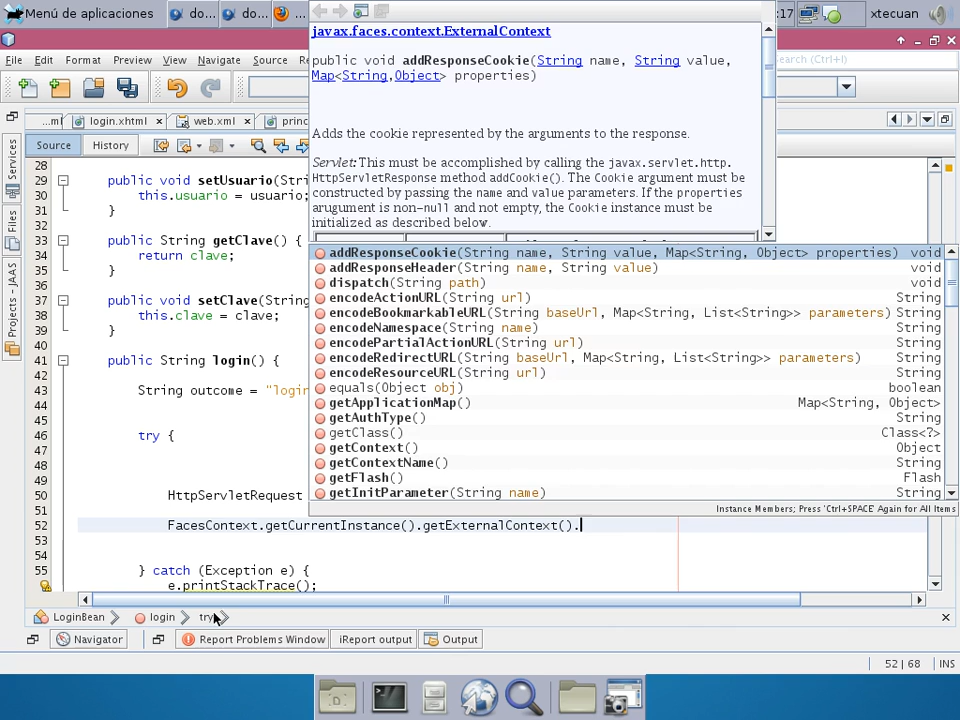 Menú de aplicaciones
do...
do...
17
xtecuan
File
Edit
Format
Preview
View
Navigate
Source
Search (Ctrl+I)
...ml
login.xhtml
web.xml
princ
Source
History
Services
Files
Projects - JAAS
javax.faces.context.ExternalContext
public void addResponseCookie(String name, String value,
Map<String,Object> properties)
Adds the cookie represented by the arguments to the response.
Servlet: This must be accomplished by calling the javax.servlet.http.
HttpServletResponse method addCookie(). The Cookie argument must be
constructed by passing the name and value parameters. If the properties
arugument is non-null and not empty, the Cookie instance must be
initialized as described below.
28
29 public void setUsuario(Stri
30 this.usuario = usuario;
31 }
32
33 public String getClave() {
34 return clave;
35 }
36
37 public void setClave(String
38 this.clave = clave;
39 }
40
41 public String login() {
42
43 String outcome = "login
44
45
46 try {
47
48
49
50 HttpServletRequest
51
52 FacesContext.getCurrentInstance().getExternalContext().
53
54
55 } catch (Exception e) {
e.printStackTrace();
addResponseCookie(String name, String value, Map<String, Object> properties) void
addResponseHeader(String name, String value) void
dispatch(String path) void
encodeActionURL(String url) String
encodeBookmarkableURL(String baseUrl, Map<String, List<String>> parameters) String
encodeNamespace(String name) String
encodePartialActionURL(String url) String
encodeRedirectURL(String baseUrl, Map<String, List<String>> parameters) String
encodeResourceURL(String url) String
equals(Object obj) boolean
getApplicationMap() Map<String, Object>
getAuthType() String
getClass() Class<?>
getContext() Object
getContextName() String
getFlash() Flash
getInitParameter(String name) String
Instance Members; Press 'Ctrl+SPACE' Again for All Items
LoginBean
login
try
Navigator
Report Problems Window
iReport output
Output
52 | 68
INS